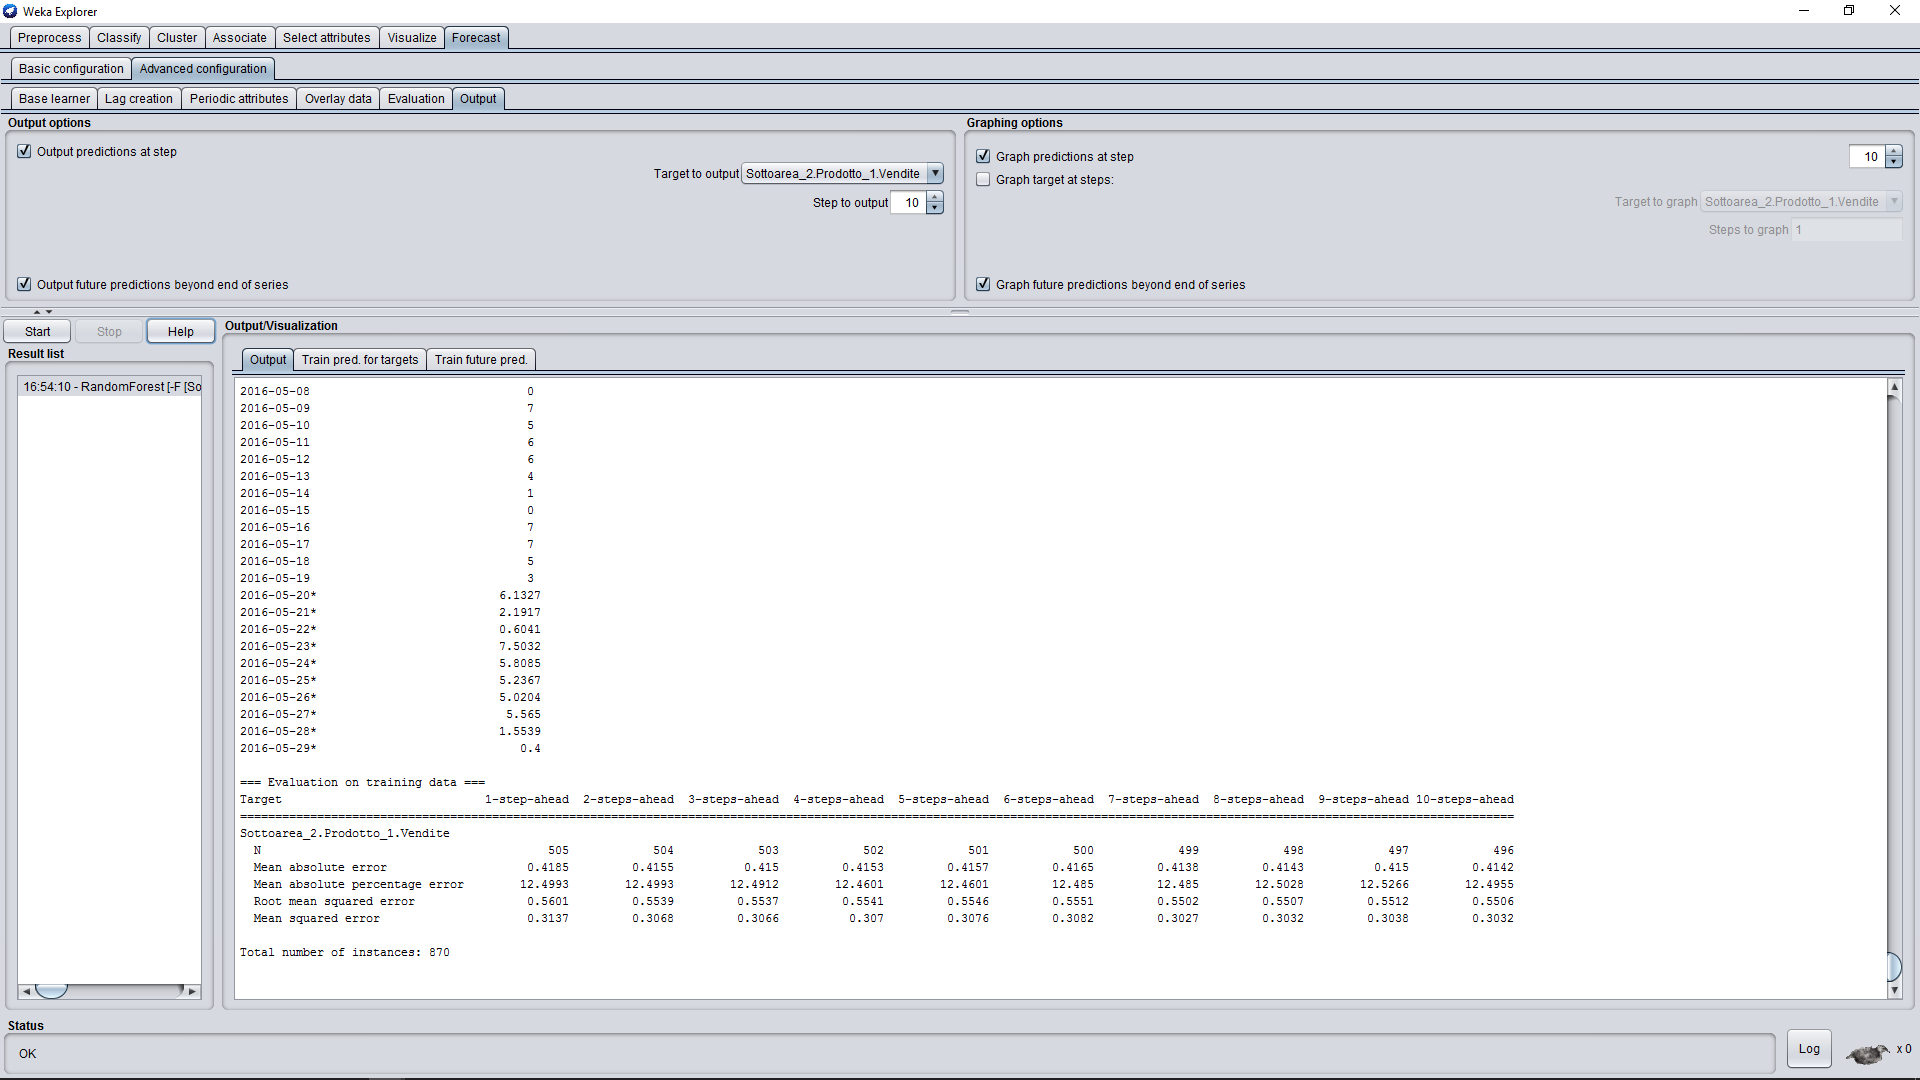 Weka Explorer
Preprocess Classify Cluster Associate Select attributes Visualize Forecast
Basic configuration Advanced configuration
Base learner Lag creation Periodic attributes Overlay data Evaluation Output
Output options
Output predictions at step
Target to output Sottoarea_2.Prodotto_1.Vendite
Step to output 10
Output future predictions beyond end of series
Graphing options
Graph predictions at step 10
Graph target at steps:
Target to graph Sottoarea_2.Prodotto_1.Vendite
Steps to graph 1
Graph future predictions beyond end of series
Start Stop Help
Result list
16:54:10 - RandomForest [-F [So
Output/Visualization
Output Train pred. for targets Train future pred.
2016-05-08 0
2016-05-09 7
2016-05-10 5
2016-05-11 6
2016-05-12 6
2016-05-13 4
2016-05-14 1
2016-05-15 0
2016-05-16 7
2016-05-17 7
2016-05-18 5
2016-05-19 3
2016-05-20* 6.1327
2016-05-21* 2.1917
2016-05-22* 0.6041
2016-05-23* 7.5032
2016-05-24* 5.8085
2016-05-25* 5.2367
2016-05-26* 5.0204
2016-05-27* 5.565
2016-05-28* 1.5539
2016-05-29* 0.4
=== Evaluation on training data ===
Target 1-step-ahead 2-steps-ahead 3-steps-ahead 4-steps-ahead 5-steps-ahead 6-steps-ahead 7-steps-ahead 8-steps-ahead 9-steps-ahead 10-steps-ahead
Sottoarea_2.Prodotto_1.Vendite
N 505 504 503 502 501 500 499 498 497 496
Mean absolute error 0.4185 0.4155 0.415 0.4153 0.4157 0.4165 0.4138 0.4143 0.415 0.4142
Mean absolute percentage error 12.4993 12.4993 12.4912 12.4601 12.4601 12.485 12.485 12.5028 12.5266 12.4955
Root mean squared error 0.5601 0.5539 0.5537 0.5541 0.5546 0.5551 0.5502 0.5507 0.5512 0.5506
Mean squared error 0.3137 0.3068 0.3066 0.307 0.3076 0.3082 0.3027 0.3032 0.3038 0.3032
Total number of instances: 870
Status
OK
Log
x 0